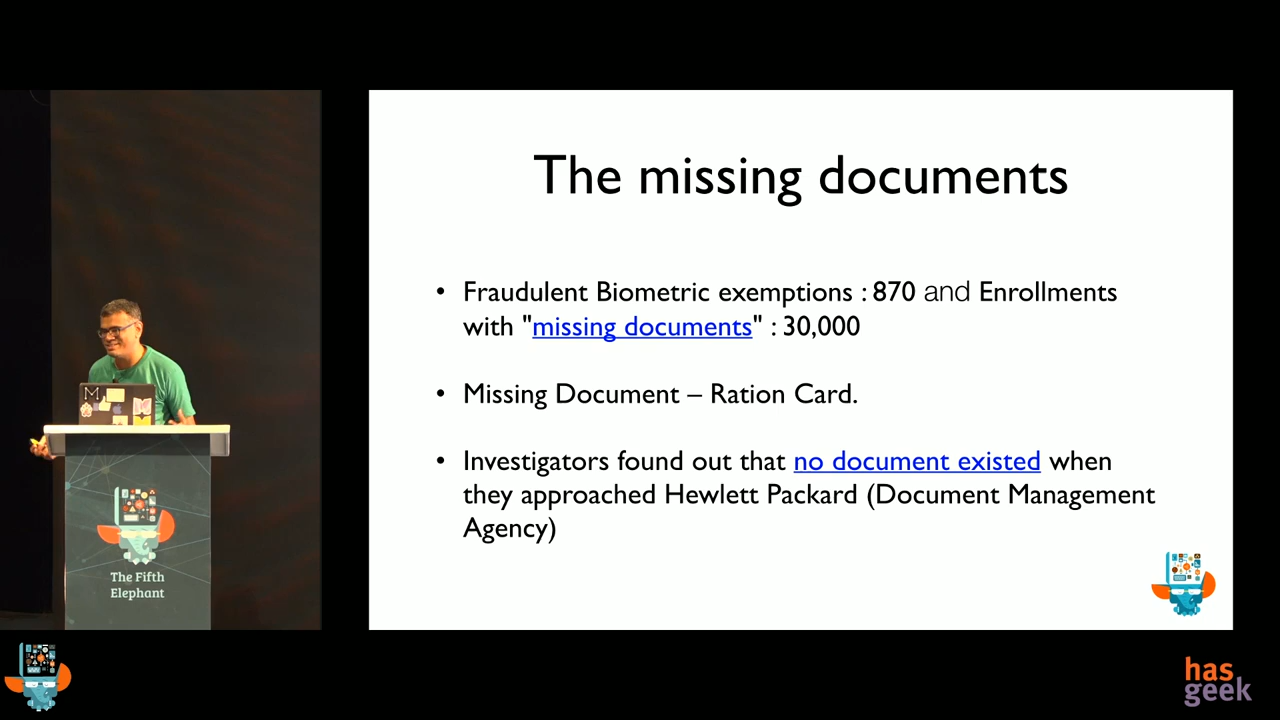 The missing documents
• Fraudulent Biometric exemptions : 870 and Enrollments
with "missing documents" : 30,000
• Missing Document – Ration Card.
• Investigators found out that no document existed when
they approached Hewlett Packard (Document Management
Agency)
M
The Fifth
Elephant
has
geek